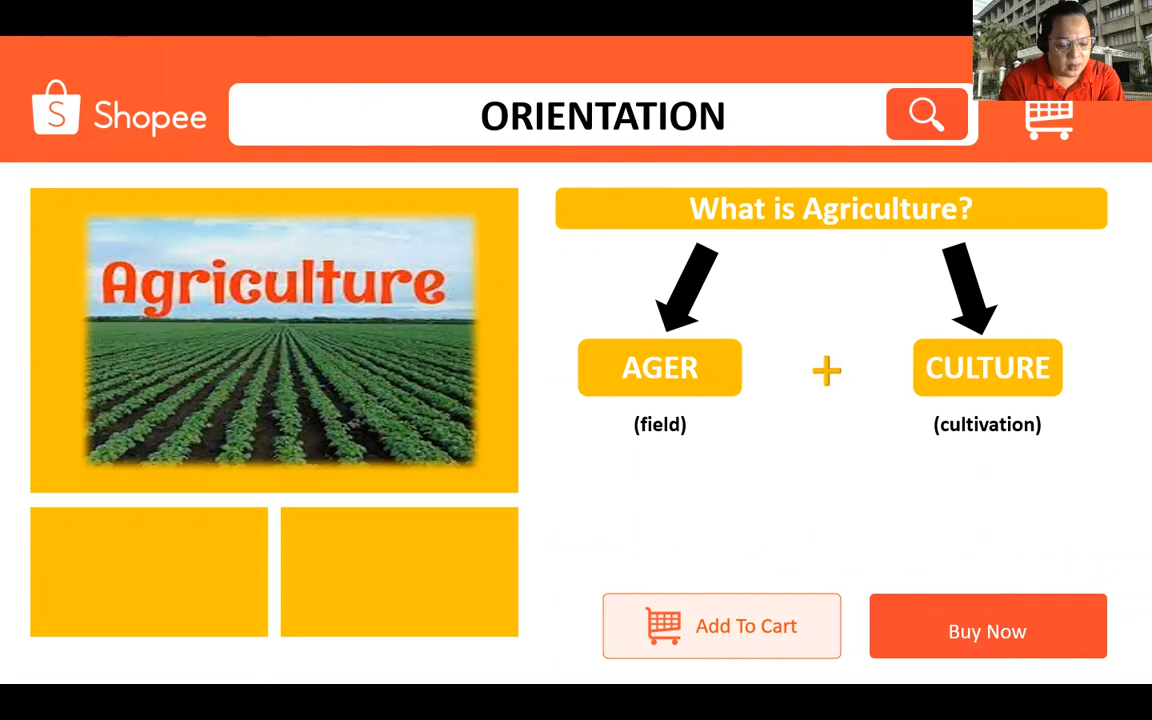 Shopee
ORIENTATION
Agriculture
What is Agriculture?
AGER + CULTURE
(field) (cultivation)
Add To Cart
Buy Now